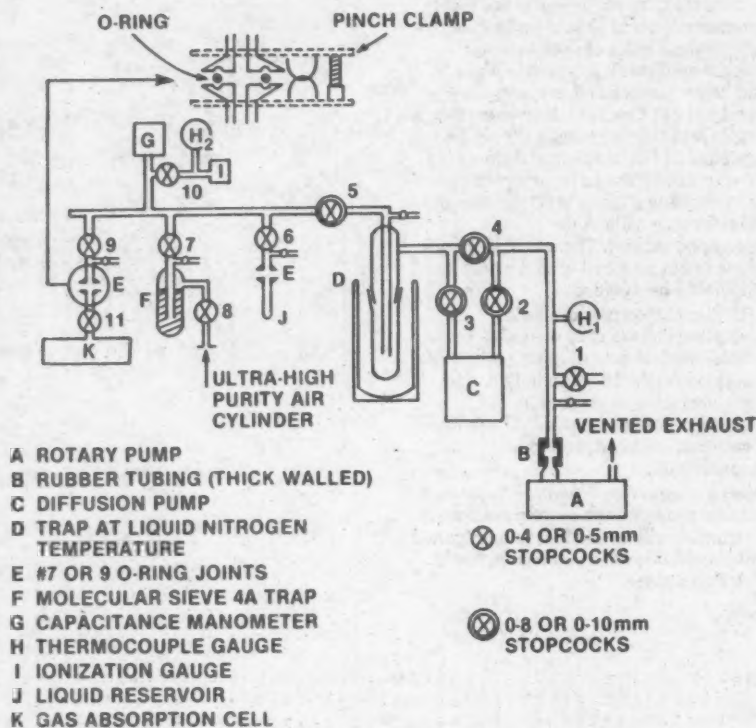 O-RING
PINCH CLAMP
G
H2
I
10
5
4
9
7
6
E
E
D
3
2
H1
F
8
11
J
1
K
C
ULTRA-HIGH
PURITY AIR
CYLINDER
VENTED EXHAUST
B
A
A ROTARY PUMP
B RUBBER TUBING (THICK WALLED)
C DIFFUSION PUMP
D TRAP AT LIQUID NITROGEN
TEMPERATURE
E #7 OR 9 O-RING JOINTS
F MOLECULAR SIEVE 4A TRAP
G CAPACITANCE MANOMETER
H THERMOCOUPLE GAUGE
I IONIZATION GAUGE
J LIQUID RESERVOIR
K GAS ABSORPTION CELL
0-4 OR 0-5mm
STOPCOCKS
0-8 OR 0-10mm
STOPCOCKS